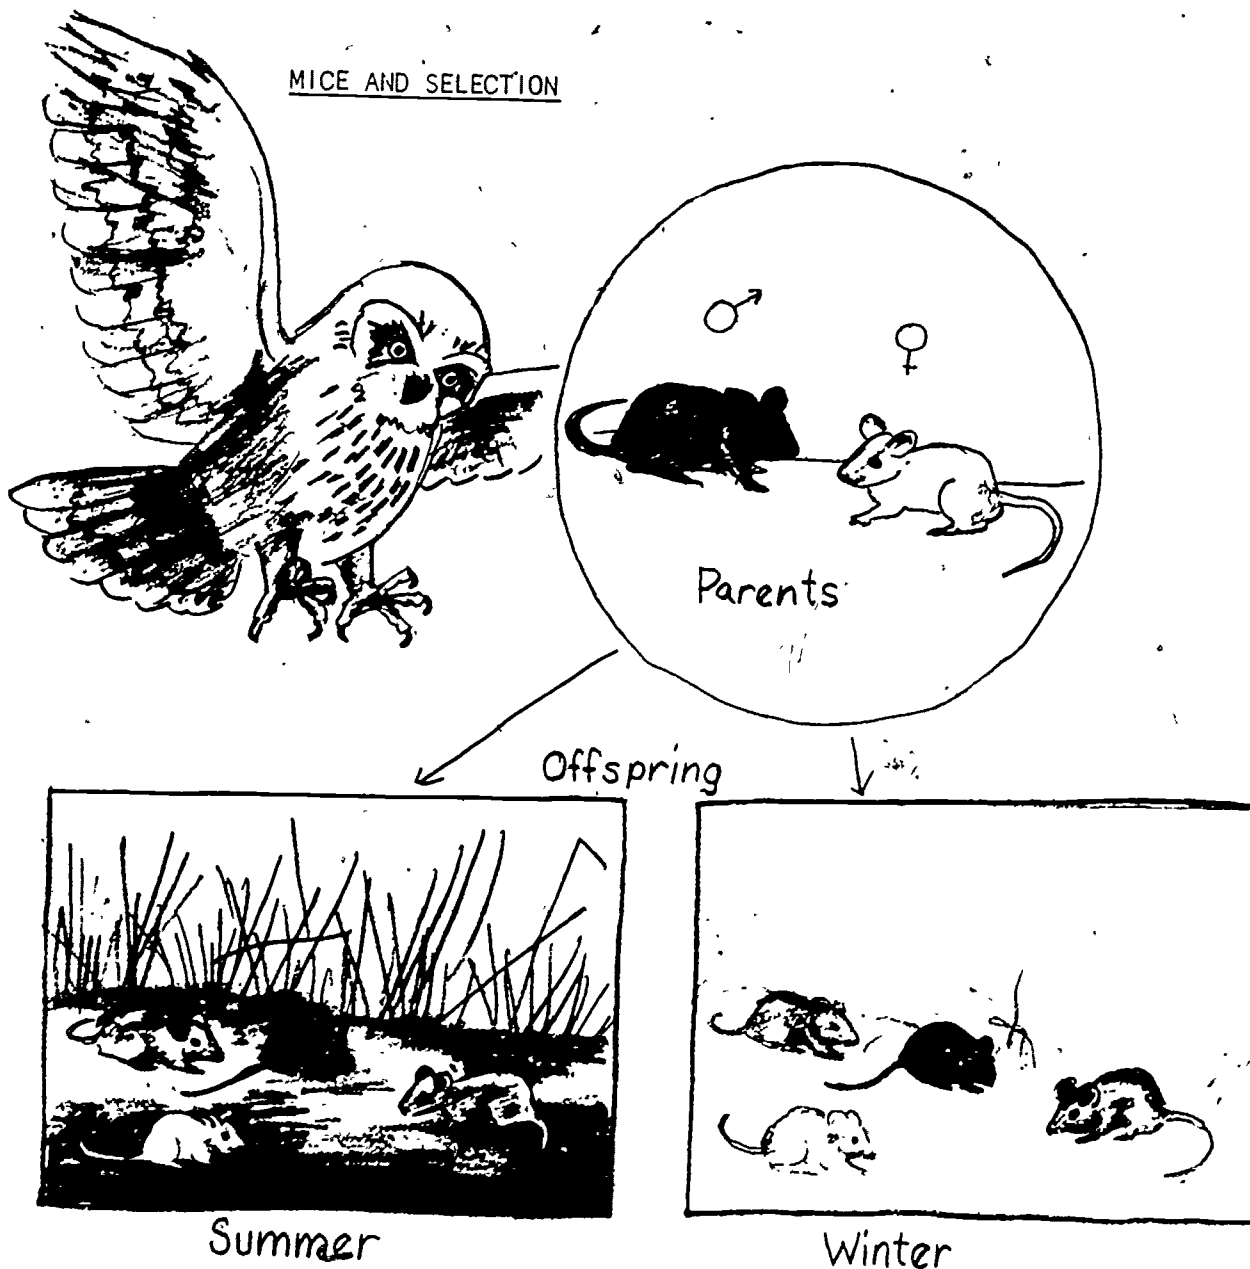 MICE AND SELECTION
♂
♀
Parents
Offspring
Summer
Winter